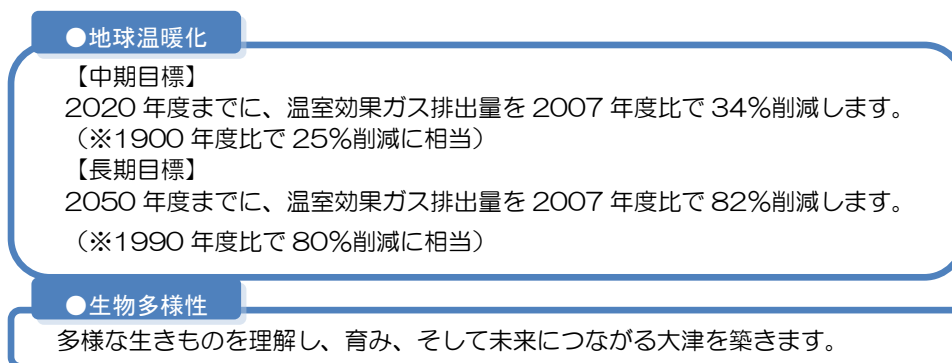 ●地球温暖化
【中期目標】
2020 年度までに、温室効果ガス排出量を 2007 年度比で 34%削減します。
（※1900 年度比で 25%削減に相当）
【長期目標】
2050 年度までに、温室効果ガス排出量を 2007 年度比で 82%削減します。
（※1990 年度比で 80%削減に相当）
●生物多様性
多様な生きものを理解し、育み、そして未来につながる大津を築きます。